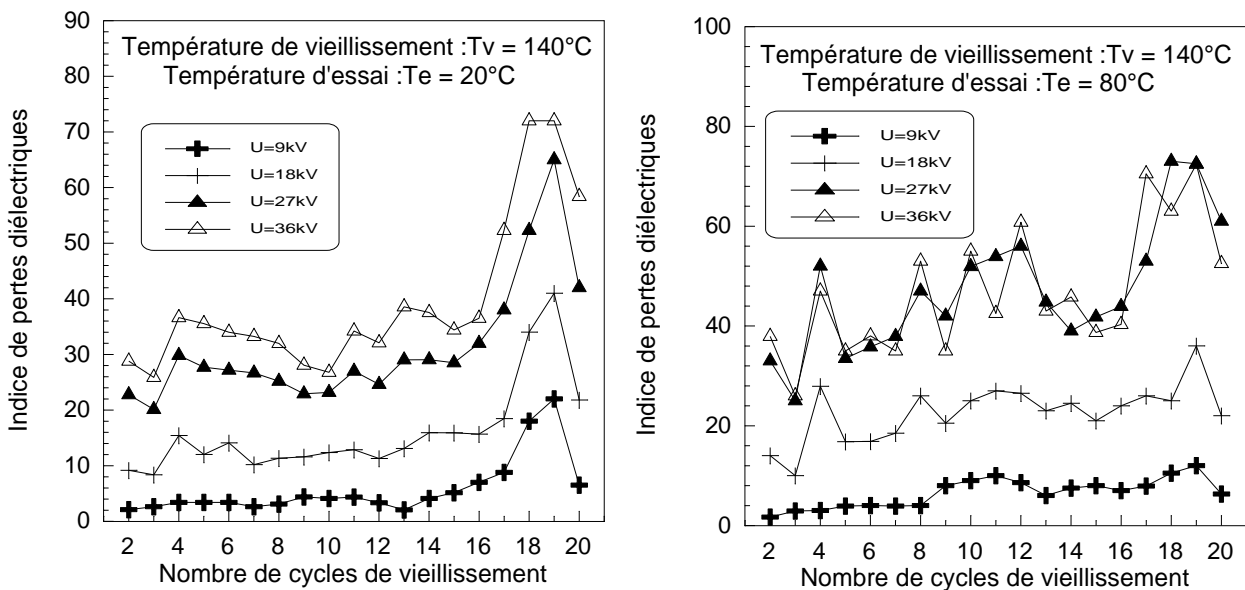 Indice de pertes diélectriques
90
80
70
60
50
40
30
20
10
0
Température de vieillissement :Tv = 140°C
Température d'essai :Te = 20°C
U=9kV
U=18kV
U=27kV
U=36kV
2 4 6 8 10 12 14 16 18 20
Nombre de cycles de vieillissement
Indice de pertes diélectriques
100
80
60
40
20
0
Température de vieillissement :Tv = 140°C
Température d'essai :Te = 80°C
U=9kV
U=18kV
U=27kV
U=36kV
2 4 6 8 10 12 14 16 18 20
Nombre de cycles de vieillissement